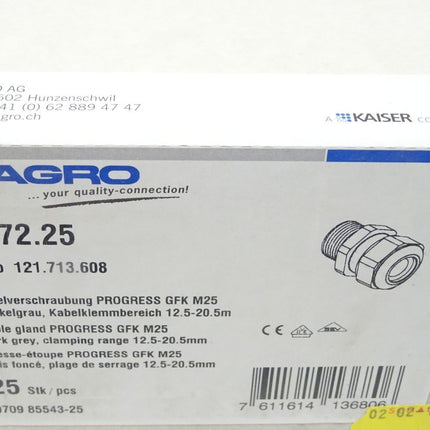 AG
602 Hunzenschwil
41 (0) 62 889 47 47
gro.ch
A KAISER CO
AGRO
... your quality-connection!
72.25
121.713.608
elverschraubung PROGRESS GFK M25
kelgrau, Kabelklemmbereich 12.5-20.5m
le gland PROGRESS GFK M25
rk grey, clamping range 12.5-20.5mm
esse-étoupe PROGRESS GFK M25
is foncé, plage de serrage 12.5-20.5mm
25 Stk / pcs
0709 85543-25
7 611614 136806